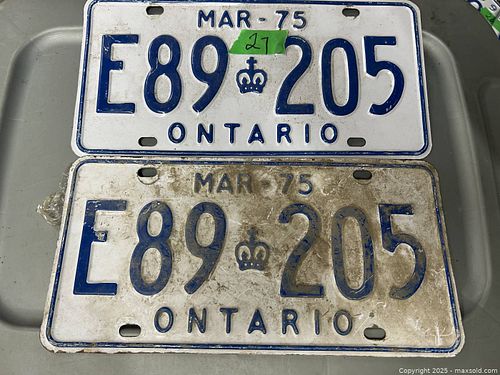 MAR - 75
27
E89 205
ONTARIO
MAR - 75
E89 205
ONTARIO
Copyright 2025 - maxsold.com